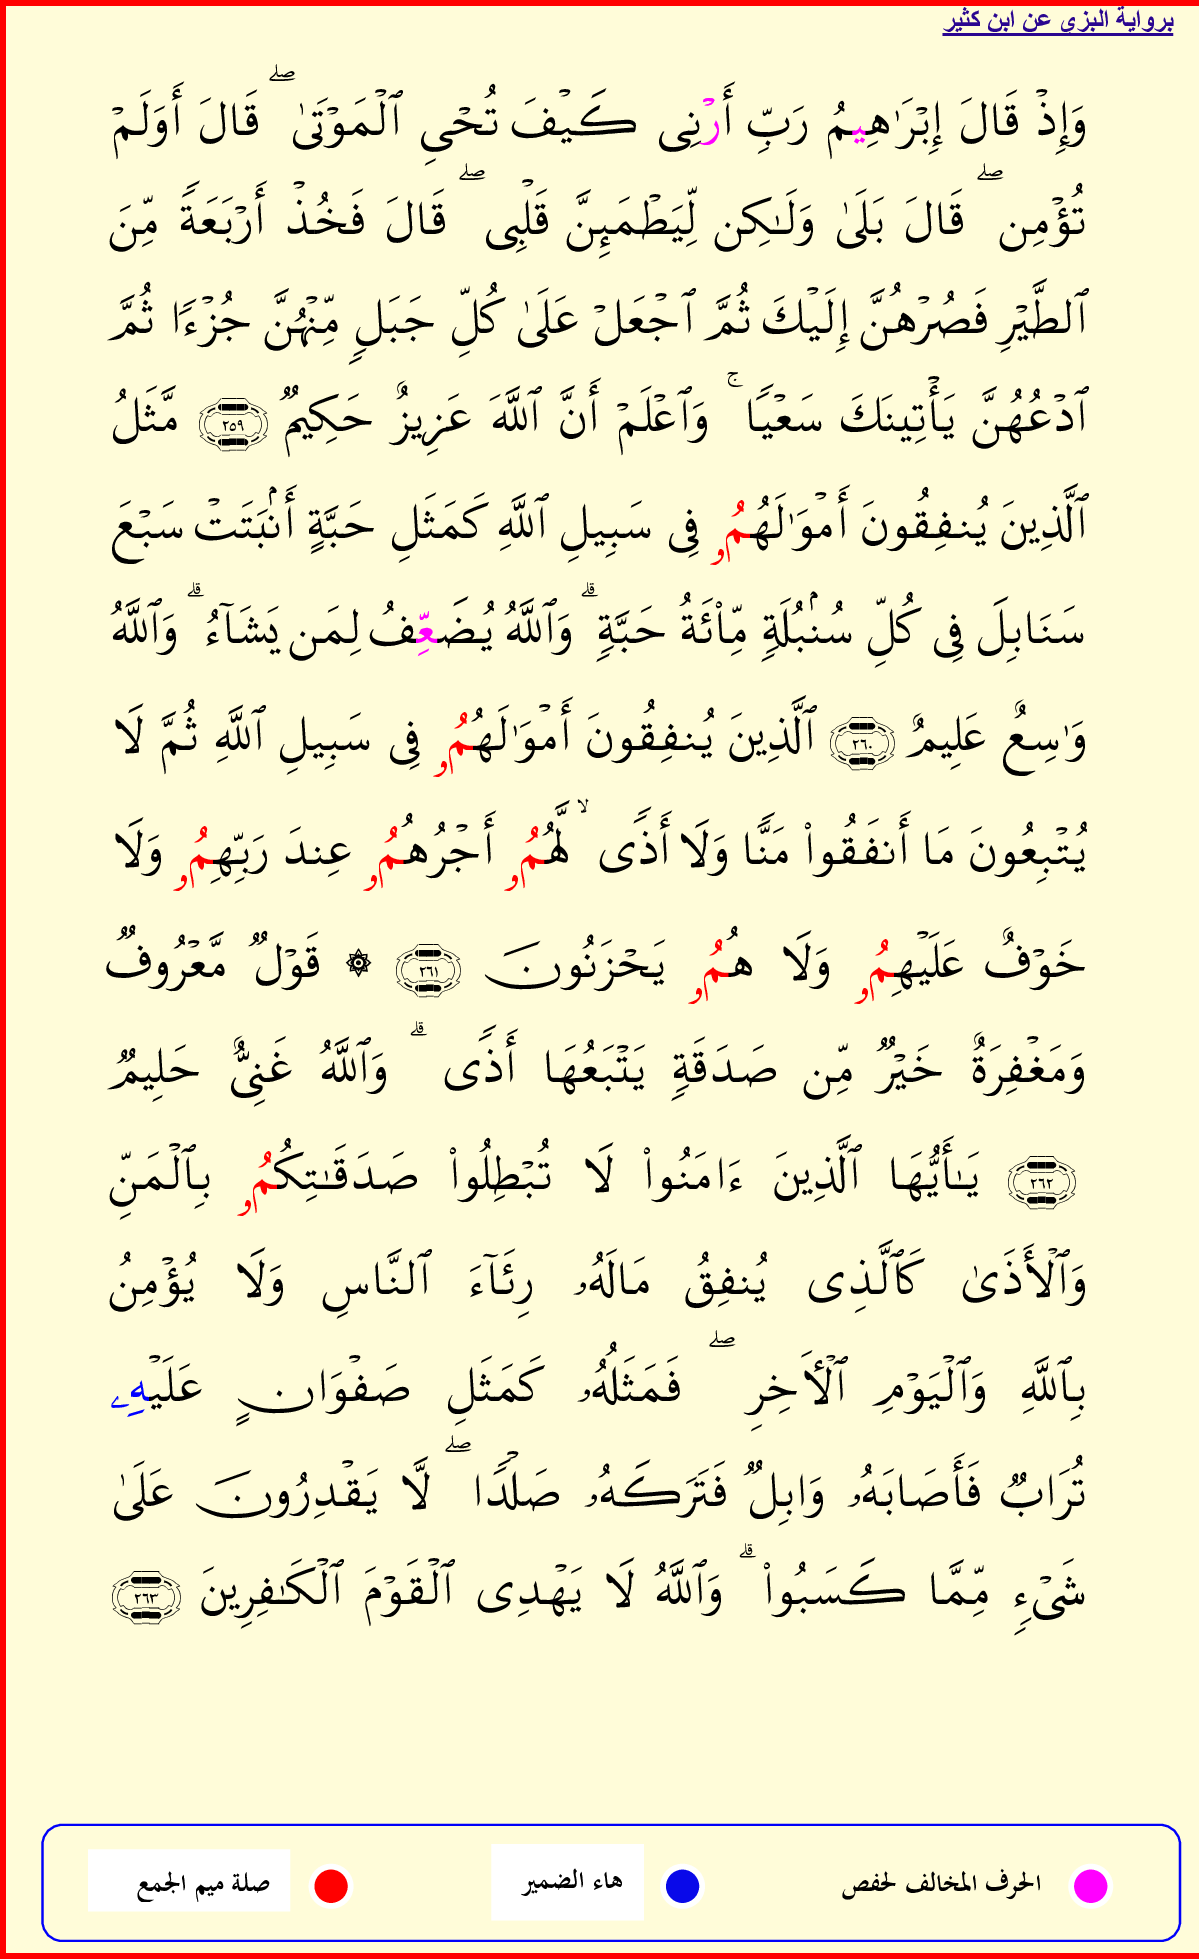 برواية البزي عن ابن كثير
وَإِذۡ قَالَ إِبۡرَٰهِيمُ رَبِّ أَرۡنِى كَيۡفَ تُحۡيِ ٱلۡمَوۡتَىٰ ۖ قَالَ أَوَلَمۡ
تُؤۡمِن ۖ قَالَ بَلَىٰ وَلَـٰكِن لِّيَطۡمَئِنَّ قَلۡبِى ۖ قَالَ فَخُذۡ أَرۡبَعَةً مِّنَ
ٱلطَّيۡرِ فَصُرۡهُنَّ إِلَيۡكَ ثُمَّ ٱجۡعَلۡ عَلَىٰ كُلِّ جَبَلٍ مِّنۡهُنَّ جُزۡءًا ثُمَّ
ٱدۡعُهُنَّ يَأۡتِينَكَ سَعۡيًا ۚ وَٱعۡلَمۡ أَنَّ ٱللَّهَ عَزِيزٌ حَكِيمٌ ٢٥٩ مَّثَلُ
ٱلَّذِينَ يُنفِقُونَ أَمۡوَٰلَهُمُۥ فِى سَبِيلِ ٱللَّهِ كَمَثَلِ حَبَّةٍ أَنۢبَتَتۡ سَبۡعَ
سَنَابِلَ فِى كُلِّ سُنۢبُلَةٍ مِّاْئَةُ حَبَّةٍ ۗ وَٱللَّهُ يُضَعِّفُ لِمَن يَشَآءُ ۗ وَٱللَّهُ
وَٰسِعٌ عَلِيمٌ ٢٦٠ ٱلَّذِينَ يُنفِقُونَ أَمۡوَٰلَهُمُۥ فِى سَبِيلِ ٱللَّهِ ثُمَّ لَا
يُتۡبِعُونَ مَا أَنفَقُواْ مَنًّا وَلَا أَذًى ۙ لَّهُمُۥ أَجۡرُهُمُۥ عِندَ رَبِّهِمُۥ وَلَا
خَوۡفٌ عَلَيۡهِمُۥ وَلَا هُمُۥ يَحۡزَنُونَ ٢٦١ ۞ قَوۡلٌ مَّعۡرُوفٌ
وَمَغۡفِرَةٌ خَيۡرٌ مِّن صَدَقَةٍ يَتۡبَعُهَا أَذًى ۗ وَٱللَّهُ غَنِىٌّ حَلِيمٌ
٢٦٢ يَـٰأَيُّهَا ٱلَّذِينَ ءَامَنُواْ لَا تُبۡطِلُواْ صَدَقَـٰتِكُمُۥ بِٱلۡمَنِّ
وَٱلۡأَذَىٰ كَٱلَّذِى يُنفِقُ مَالَهُۥ رِئَآءَ ٱلنَّاسِ وَلَا يُؤۡمِنُ
بِٱللَّهِ وَٱلۡيَوۡمِ ٱلۡأَخِرِ ۖ فَمَثَلُهُۥ كَمَثَلِ صَفۡوَانٍ عَلَيۡهِۦ
تُرَابٌ فَأَصَابَهُۥ وَابِلٌ فَتَرَكَهُۥ صَلۡدًا ۖ لَّا يَقۡدِرُونَ عَلَىٰ
شَىۡءٍ مِّمَّا كَسَبُواْ ۗ وَٱللَّهُ لَا يَهۡدِى ٱلۡقَوۡمَ ٱلۡكَـٰفِرِينَ ٢٦٣
الحرف المخالف لحفص هاء الضمير صلة ميم الجمع